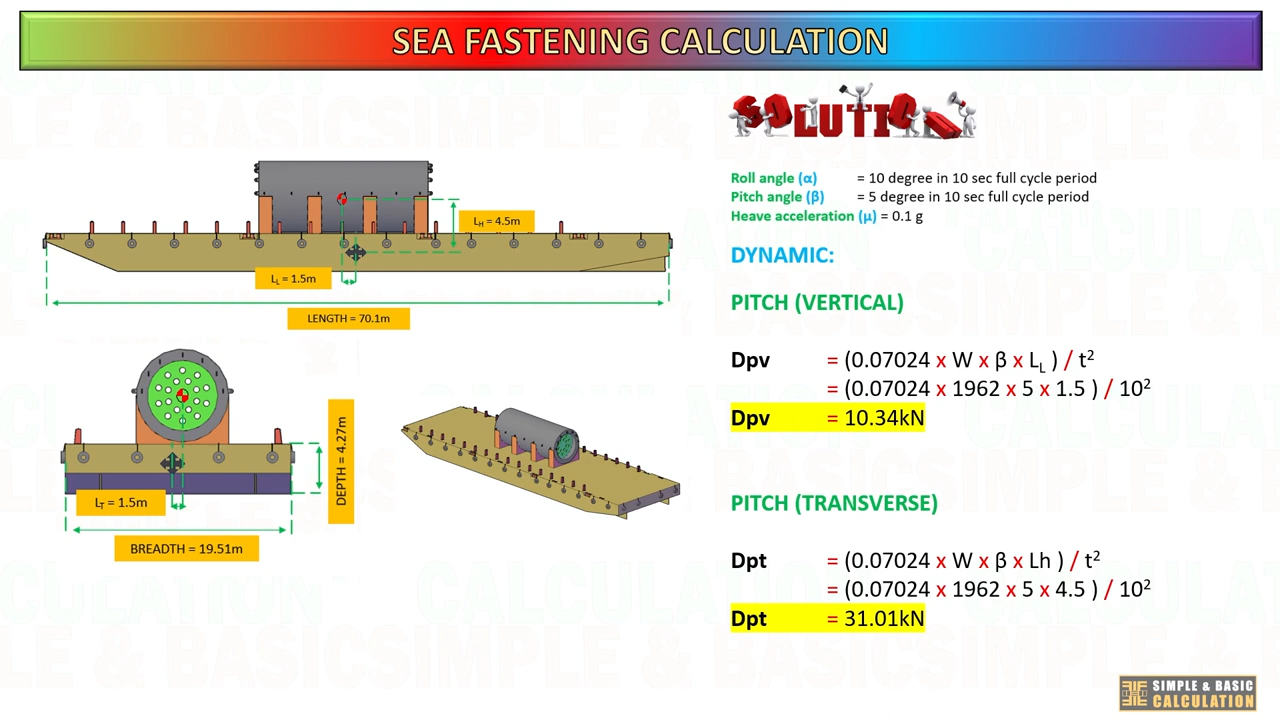 SEA FASTENING CALCULATION
SOLUTION
Roll angle (α) = 10 degree in 10 sec full cycle period
Pitch angle (β) = 5 degree in 10 sec full cycle period
Heave acceleration (μ) = 0.1 g
DYNAMIC:
PITCH (VERTICAL)
Dpv = (0.07024 x W x β x L_L ) / t²
= (0.07024 x 1962 x 5 x 1.5 ) / 10²
Dpv = 10.34kN
PITCH (TRANSVERSE)
Dpt = (0.07024 x W x β x Lh ) / t²
= (0.07024 x 1962 x 5 x 4.5 ) / 10²
Dpt = 31.01kN
L_H = 4.5m
L_L = 1.5m
LENGTH = 70.1m
DEPTH = 4.27m
L_T = 1.5m
BREADTH = 19.51m
SIMPLE & BASIC
CALCULATION